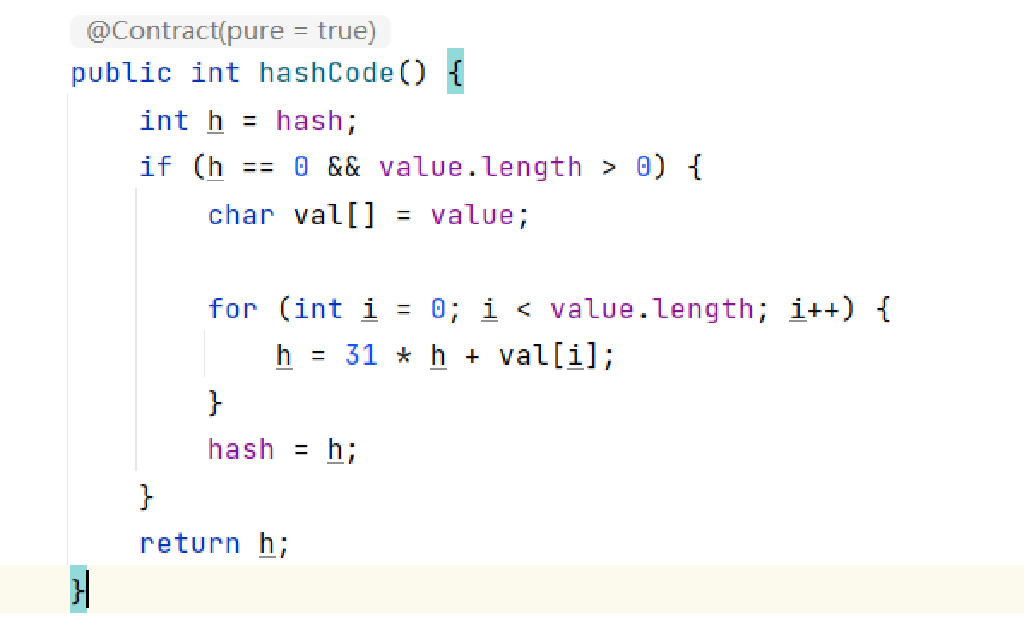 @Contract(pure = true)
public int hashCode() {
int h = hash;
if (h == 0 && value.length > 0) {
char val[] = value;
for (int i = 0; i < value.length; i++) {
h = 31 * h + val[i];
}
hash = h;
}
return h;
}